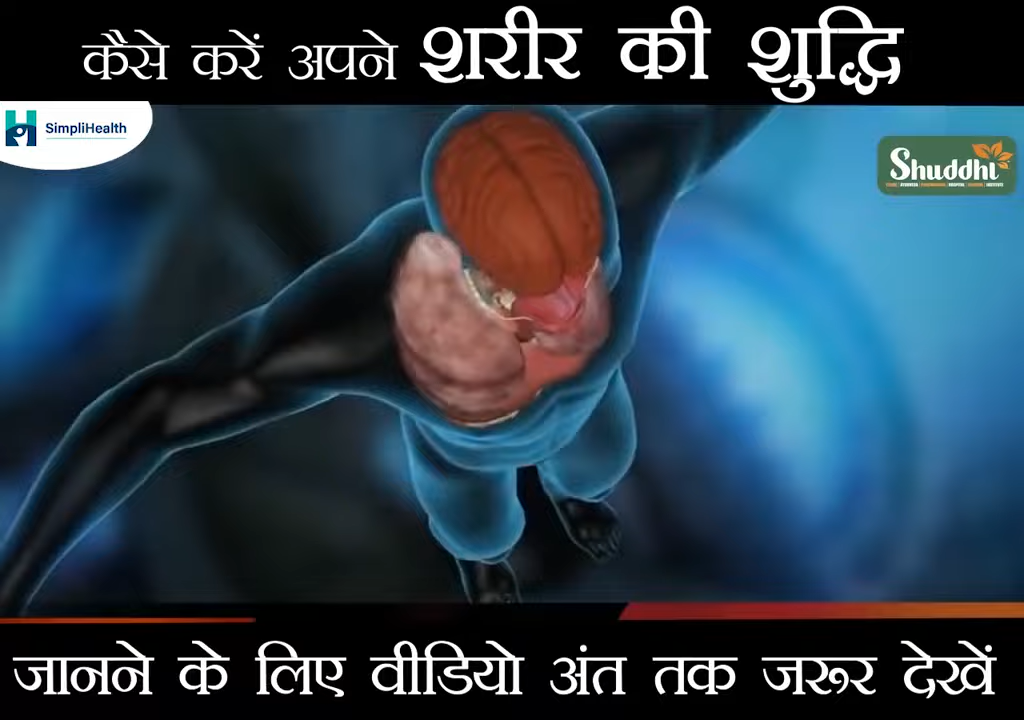 कैसे करें अपने शरीर की शुद्धि
SimpliHealth
Shuddhi
जानने के लिए वीडियो अंत तक जरूर देखें